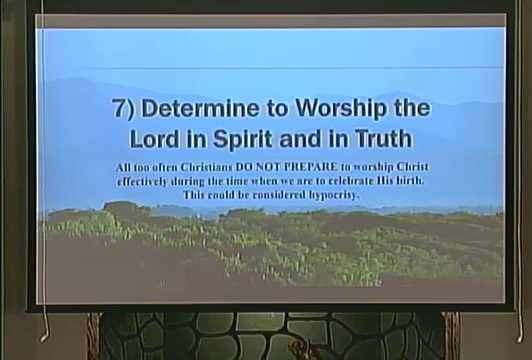 7) Determine to Worship the
Lord in Spirit and in Truth
All too often Christians DO NOT PREPARE to worship Christ
effectively during the time when we are to celebrate His birth.
This could be considered hypocrisy.